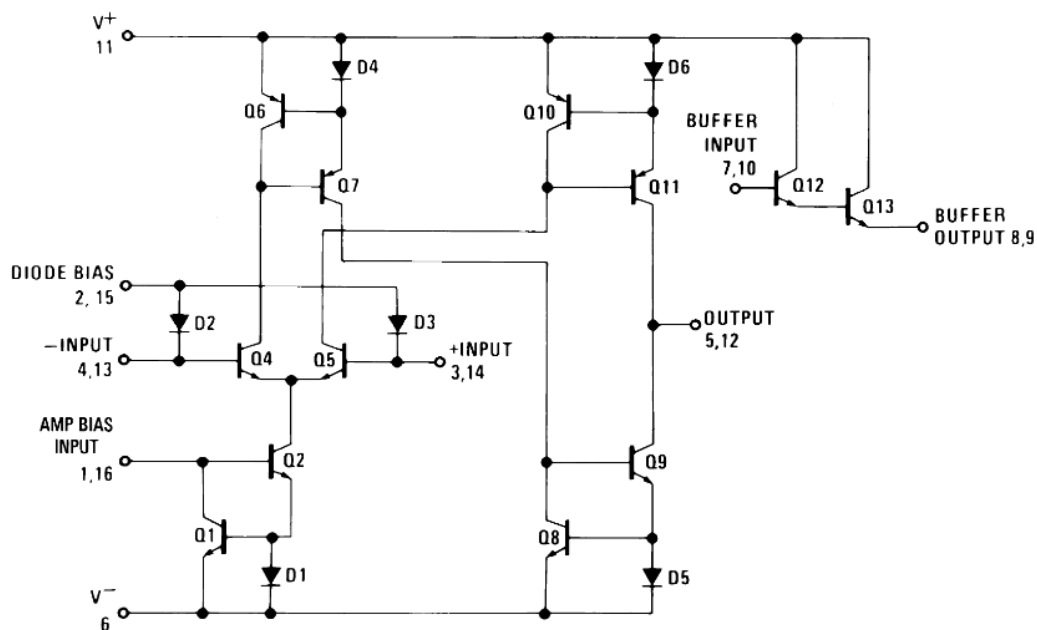 V+
11
D4
D6
Q6
Q10
BUFFER
INPUT
7,10
Q7
Q11
Q12
Q13
BUFFER
OUTPUT 8,9
DIODE BIAS
2, 15
D2
D3
OUTPUT
5,12
–INPUT
4,13
Q4
Q5
+INPUT
3,14
AMP BIAS
INPUT
1,16
Q2
Q9
Q1
Q8
D1
D5
V–
6